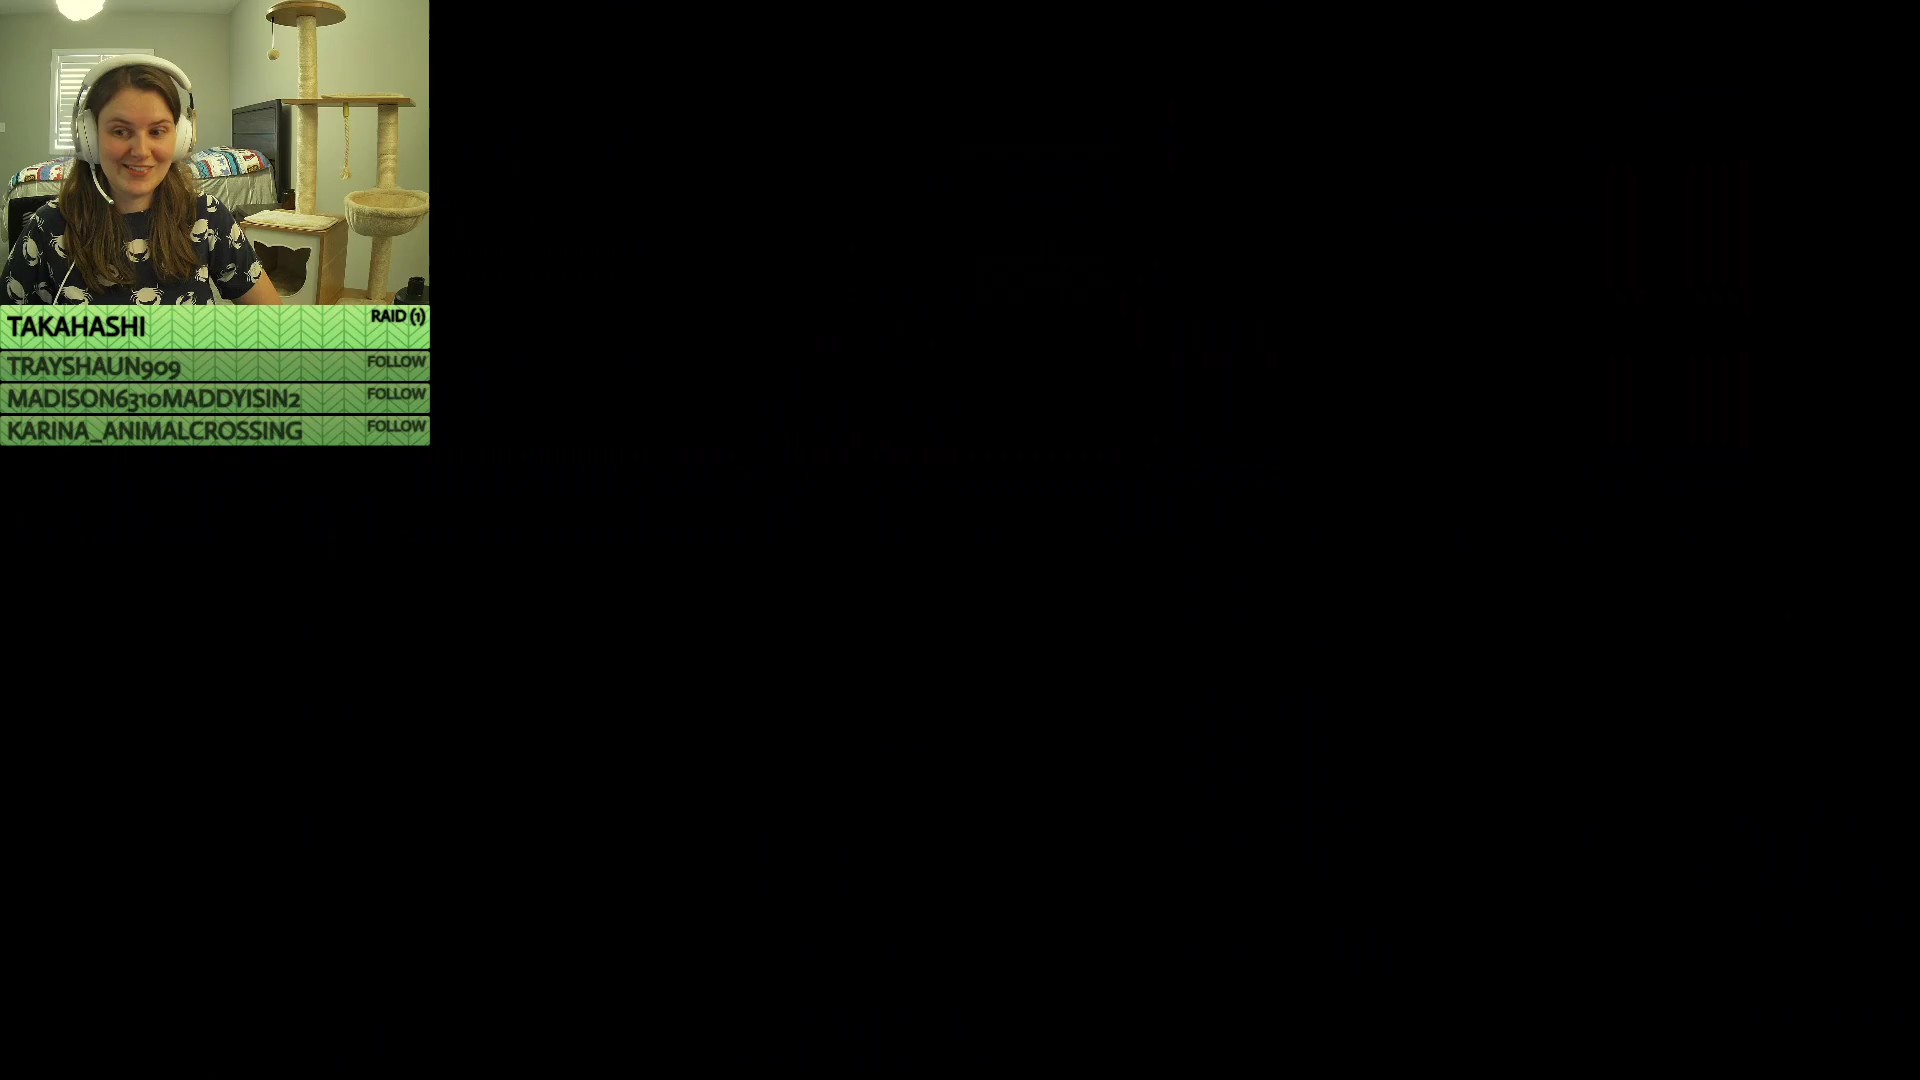 TAKAHASHI RAID (1)
TRAYSHAUN909 FOLLOW
MADISON6310MADDYISIN2 FOLLOW
KARINA_ANIMALCROSSING FOLLOW